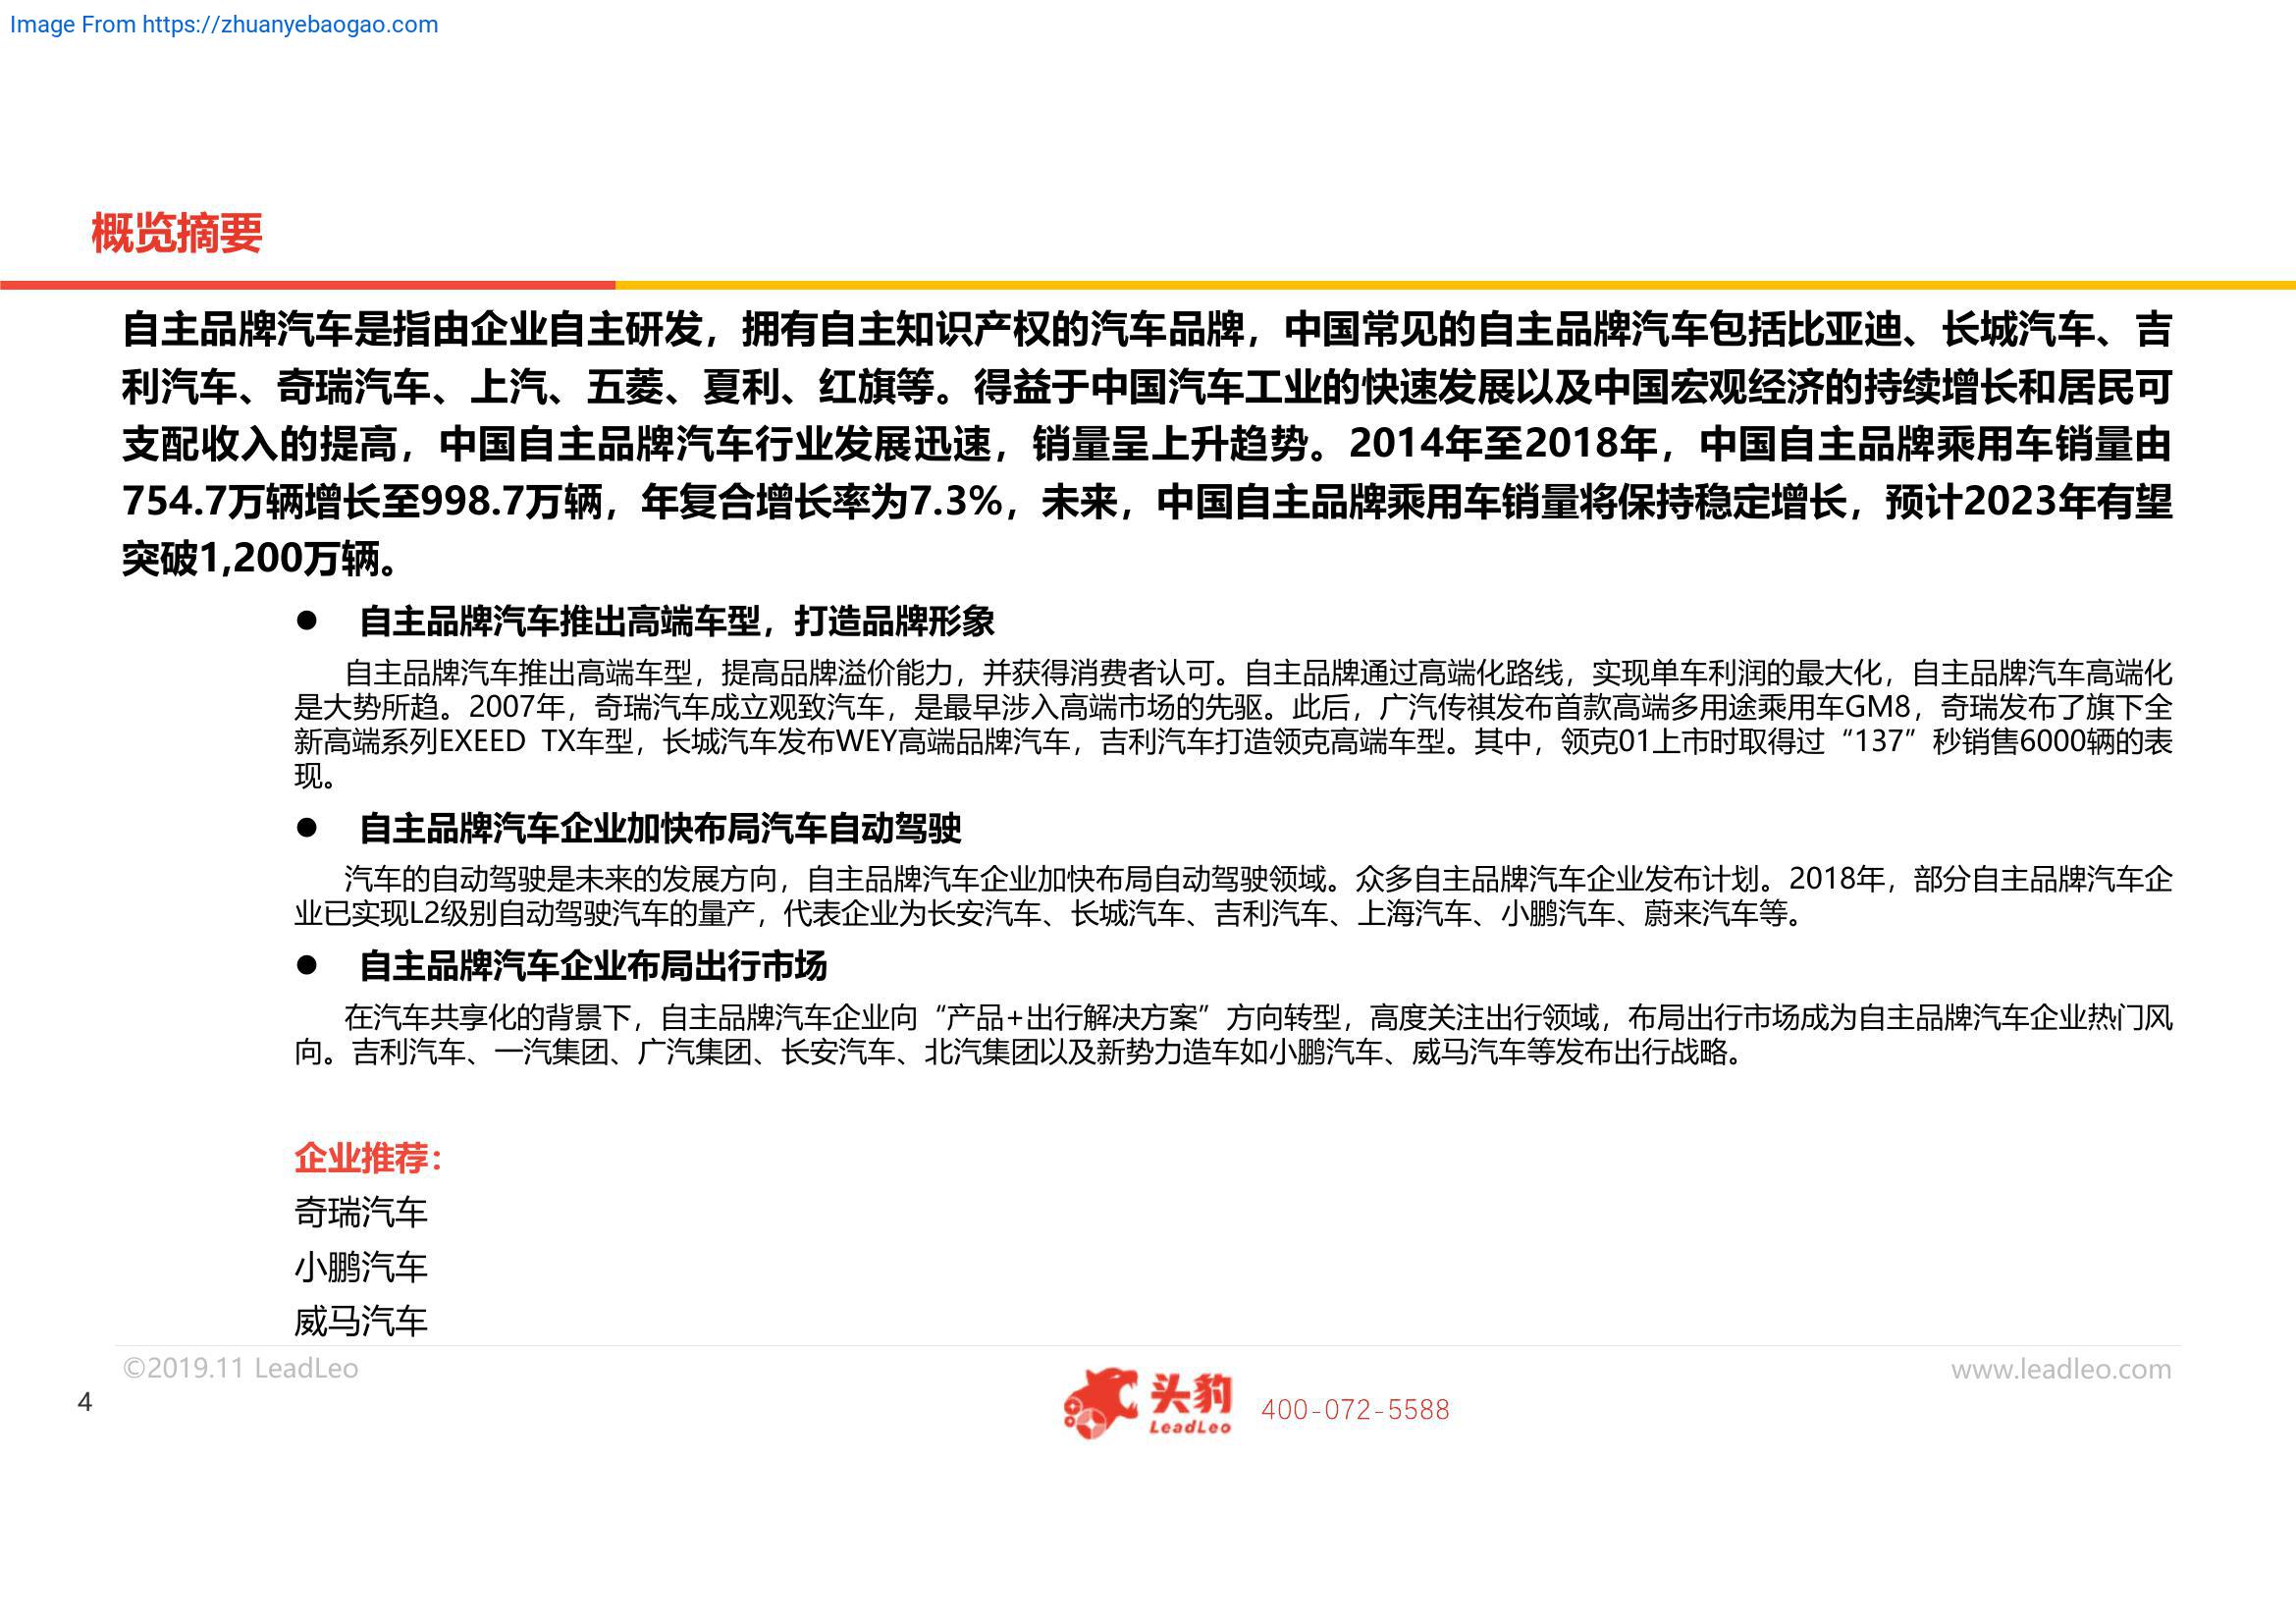 Image From https://zhuanyebaogao.com
概览摘要
自主品牌汽车是指由企业自主研发，拥有自主知识产权的汽车品牌，中国常见的自主品牌汽车包括比亚迪、长城汽车、吉
利汽车、奇瑞汽车、上汽、五菱、夏利、红旗等。得益于中国汽车工业的快速发展以及中国宏观经济的持续增长和居民可
支配收入的提高，中国自主品牌汽车行业发展迅速，销量呈上升趋势。2014年至2018年，中国自主品牌乘用车销量由
754.7万辆增长至998.7万辆，年复合增长率为7.3%，未来，中国自主品牌乘用车销量将保持稳定增长，预计2023年有望
突破1,200万辆。
● 自主品牌汽车推出高端车型，打造品牌形象
自主品牌汽车推出高端车型，提高品牌溢价能力，并获得消费者认可。自主品牌通过高端化路线，实现单车利润的最大化，自主品牌汽车高端化
是大势所趋。2007年，奇瑞汽车成立观致汽车，是最早涉入高端市场的先驱。此后，广汽传祺发布首款高端多用途乘用车GM8，奇瑞发布了旗下全
新高端系列EXEED TX车型，长城汽车发布WEY高端品牌汽车，吉利汽车打造领克高端车型。其中，领克01上市时取得过“137”秒销售6000辆的表
现。
● 自主品牌汽车企业加快布局汽车自动驾驶
汽车的自动驾驶是未来的发展方向，自主品牌汽车企业加快布局自动驾驶领域。众多自主品牌汽车企业发布计划。2018年，部分自主品牌汽车企
业已实现L2级别自动驾驶汽车的量产，代表企业为长安汽车、长城汽车、吉利汽车、上海汽车、小鹏汽车、蔚来汽车等。
● 自主品牌汽车企业布局出行市场
在汽车共享化的背景下，自主品牌汽车企业向“产品+出行解决方案”方向转型，高度关注出行领域，布局出行市场成为自主品牌汽车企业热门风
向。吉利汽车、一汽集团、广汽集团、长安汽车、北汽集团以及新势力造车如小鹏汽车、威马汽车等发布出行战略。
企业推荐：
奇瑞汽车
小鹏汽车
威马汽车
©2019.11 LeadLeo
www.leadleo.com
4
头豹
LeadLeo
400-072-5588